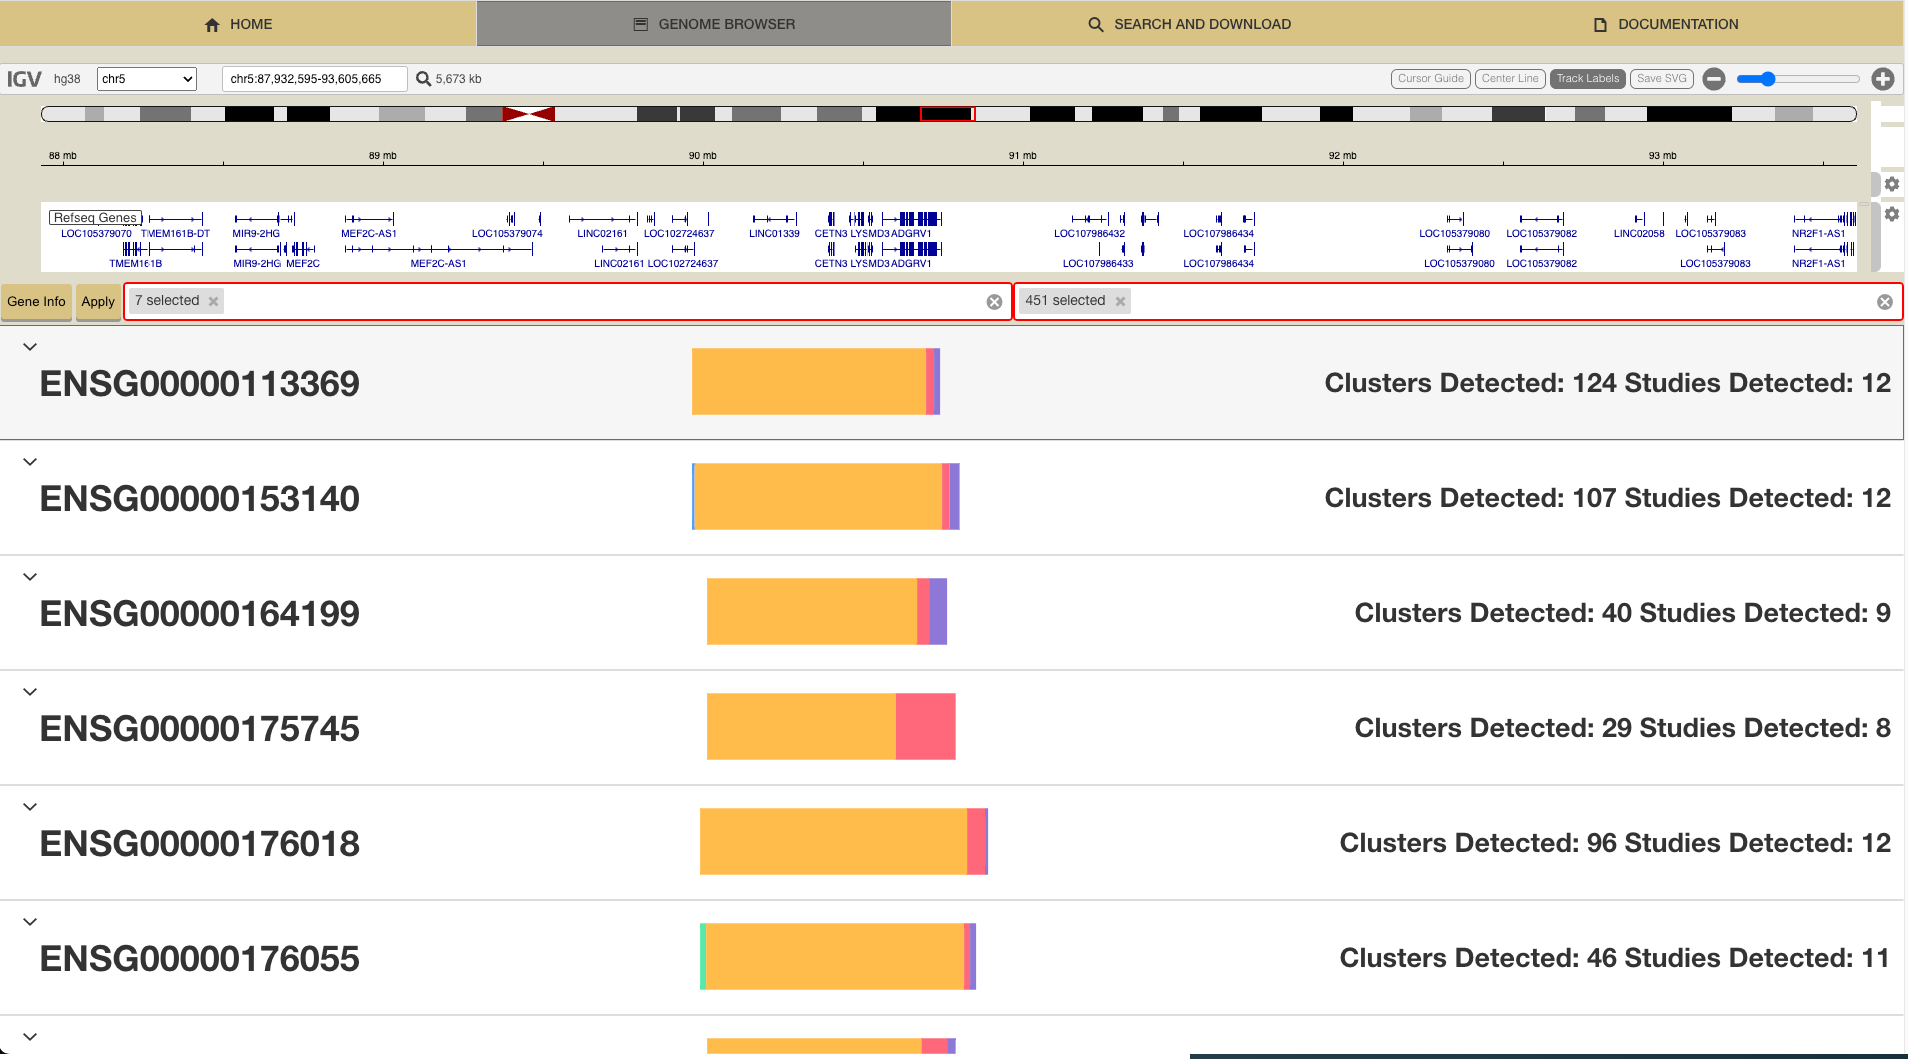 HOME
GENOME BROWSER
SEARCH AND DOWNLOAD
DOCUMENTATION
IGV hg38 chr5 chr5:87,932,595-93,605,665 5,673 kb Cursor Guide Center Line Track Labels Save SVG
88 mb 89 mb 90 mb 91 mb 92 mb 93 mb
Refseq Genes
LOC105379070 TMEM161B-DT MIR9-2HG MEF2C-AS1 LOC105379074 LINC02161 LOC102724637 LINC01339 CETN3 LYSMD3 ADGRV1 LOC107986432 LOC107986434 LOC105379080 LOC105379082 LINC02058 LOC105379083 NR2F1-AS1
TMEM161B MIR9-2HG MEF2C MEF2C-AS1 LINC02161 LOC102724637 CETN3 LYSMD3 ADGRV1 LOC107986433 LOC107986434 LOC105379080 LOC105379082 LOC105379083 NR2F1-AS1
Gene Info Apply 7 selected 451 selected
ENSG00000113369 Clusters Detected: 124 Studies Detected: 12
ENSG00000153140 Clusters Detected: 107 Studies Detected: 12
ENSG00000164199 Clusters Detected: 40 Studies Detected: 9
ENSG00000175745 Clusters Detected: 29 Studies Detected: 8
ENSG00000176018 Clusters Detected: 96 Studies Detected: 12
ENSG00000176055 Clusters Detected: 46 Studies Detected: 11